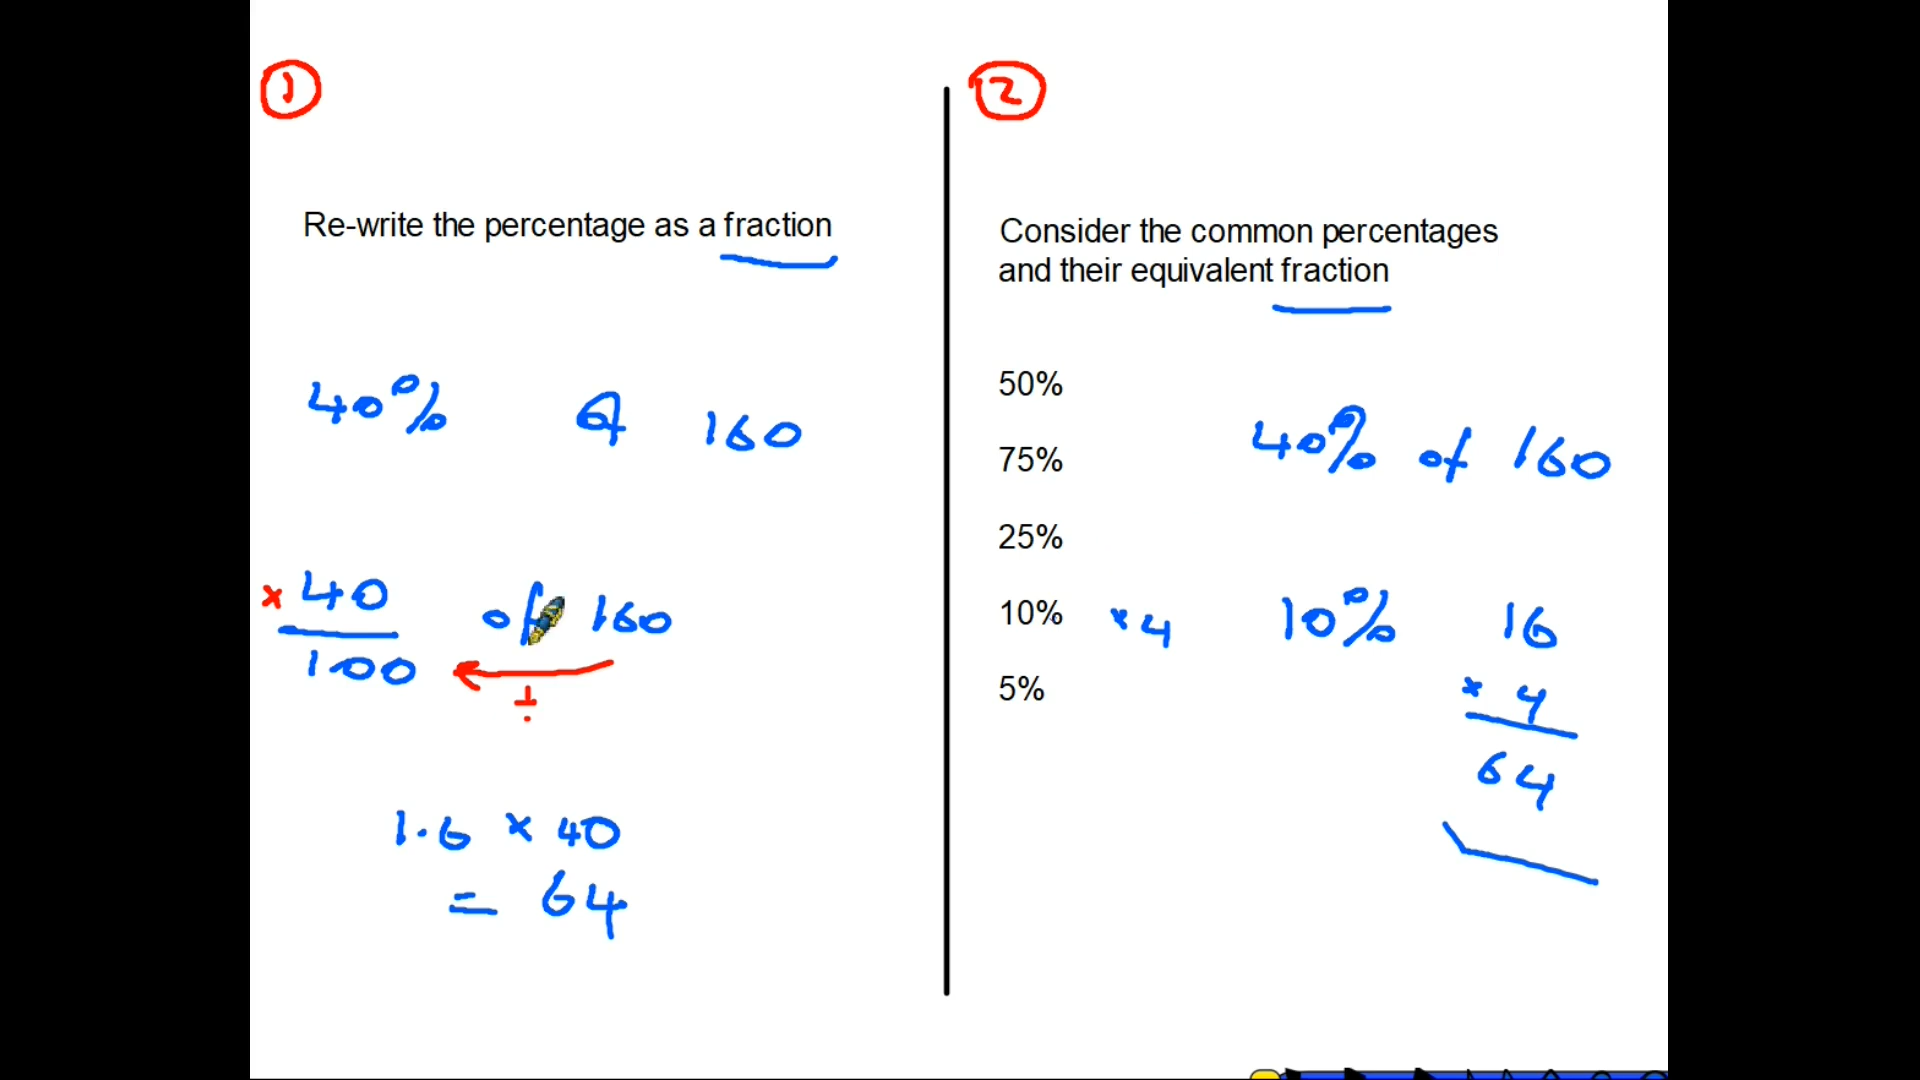 1
Re-write the percentage as a fraction
40% of 160
× 40 of 160
100
÷
1.6 × 40
= 64
2
Consider the common percentages
and their equivalent fraction
50%
40% of 160
75%
25%
10% ×4 10% 16
× 4
5%
64